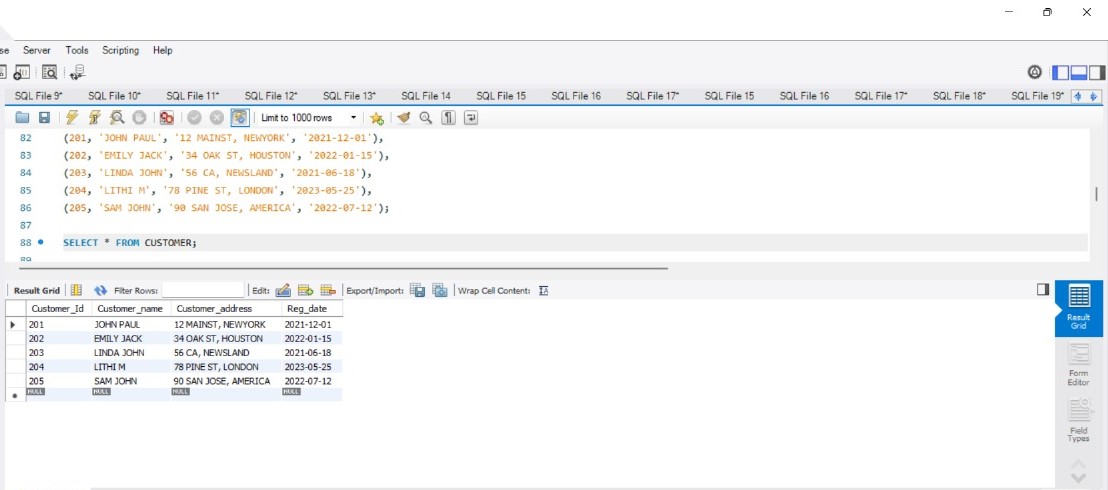 se Server Tools Scripting Help
SQL File 9* SQL File 10* SQL File 11* SQL File 12* SQL File 13* SQL File 14 SQL File 15 SQL File 16 SQL File 17* SQL File 15 SQL File 16 SQL File 17* SQL File 18* SQL File 19*
Limit to 1000 rows
82 (201, 'JOHN PAUL', '12 MAINST, NEWYORK', '2021-12-01'),
83 (202, 'EMILY JACK', '34 OAK ST, HOUSTON', '2022-01-15'),
84 (203, 'LINDA JOHN', '56 CA, NEWSLAND', '2021-06-18'),
85 (204, 'LITHI M', '78 PINE ST, LONDON', '2023-05-25'),
86 (205, 'SAM JOHN', '90 SAN JOSE, AMERICA', '2022-07-12');
87
88 SELECT * FROM CUSTOMER;
89
Result Grid Filter Rows: Edit: Export/Import: Wrap Cell Content:
Customer_Id Customer_name Customer_address Reg_date
201 JOHN PAUL 12 MAINST, NEWYORK 2021-12-01
202 EMILY JACK 34 OAK ST, HOUSTON 2022-01-15
203 LINDA JOHN 56 CA, NEWSLAND 2021-06-18
204 LITHI M 78 PINE ST, LONDON 2023-05-25
205 SAM JOHN 90 SAN JOSE, AMERICA 2022-07-12
NULL NULL NULL NULL
Result
Grid
Form
Editor
Field
Types